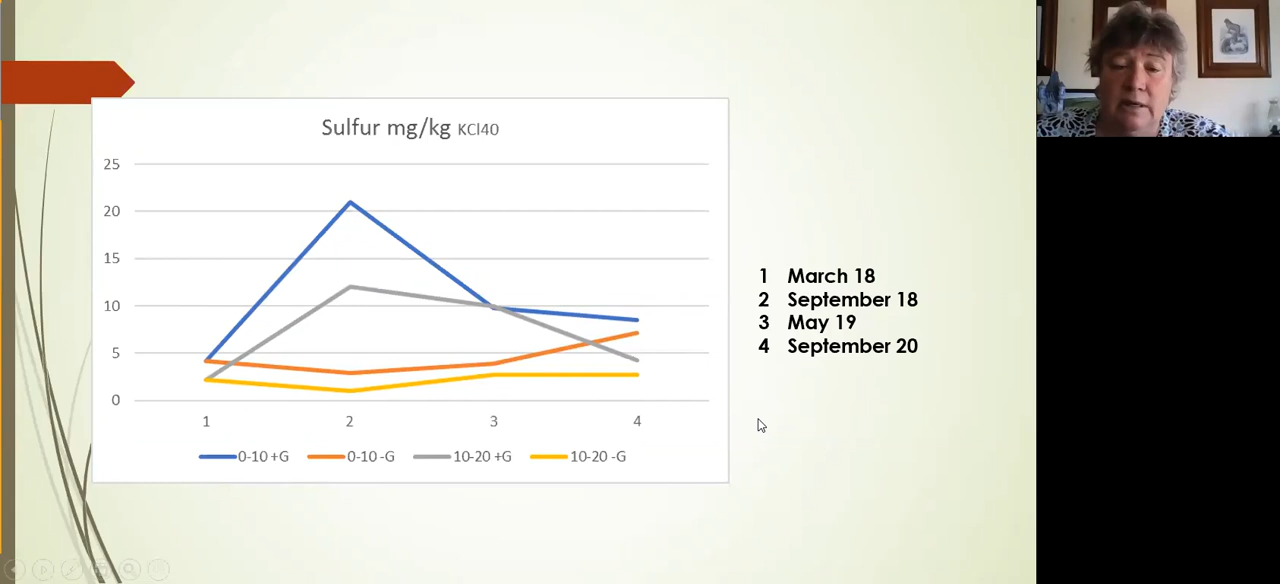 Sulfur mg/kg KCl40
25
20
15
10
5
0
1 2 3 4
0-10 +G 0-10 -G 10-20 +G 10-20 -G
1 March 18
2 September 18
3 May 19
4 September 20